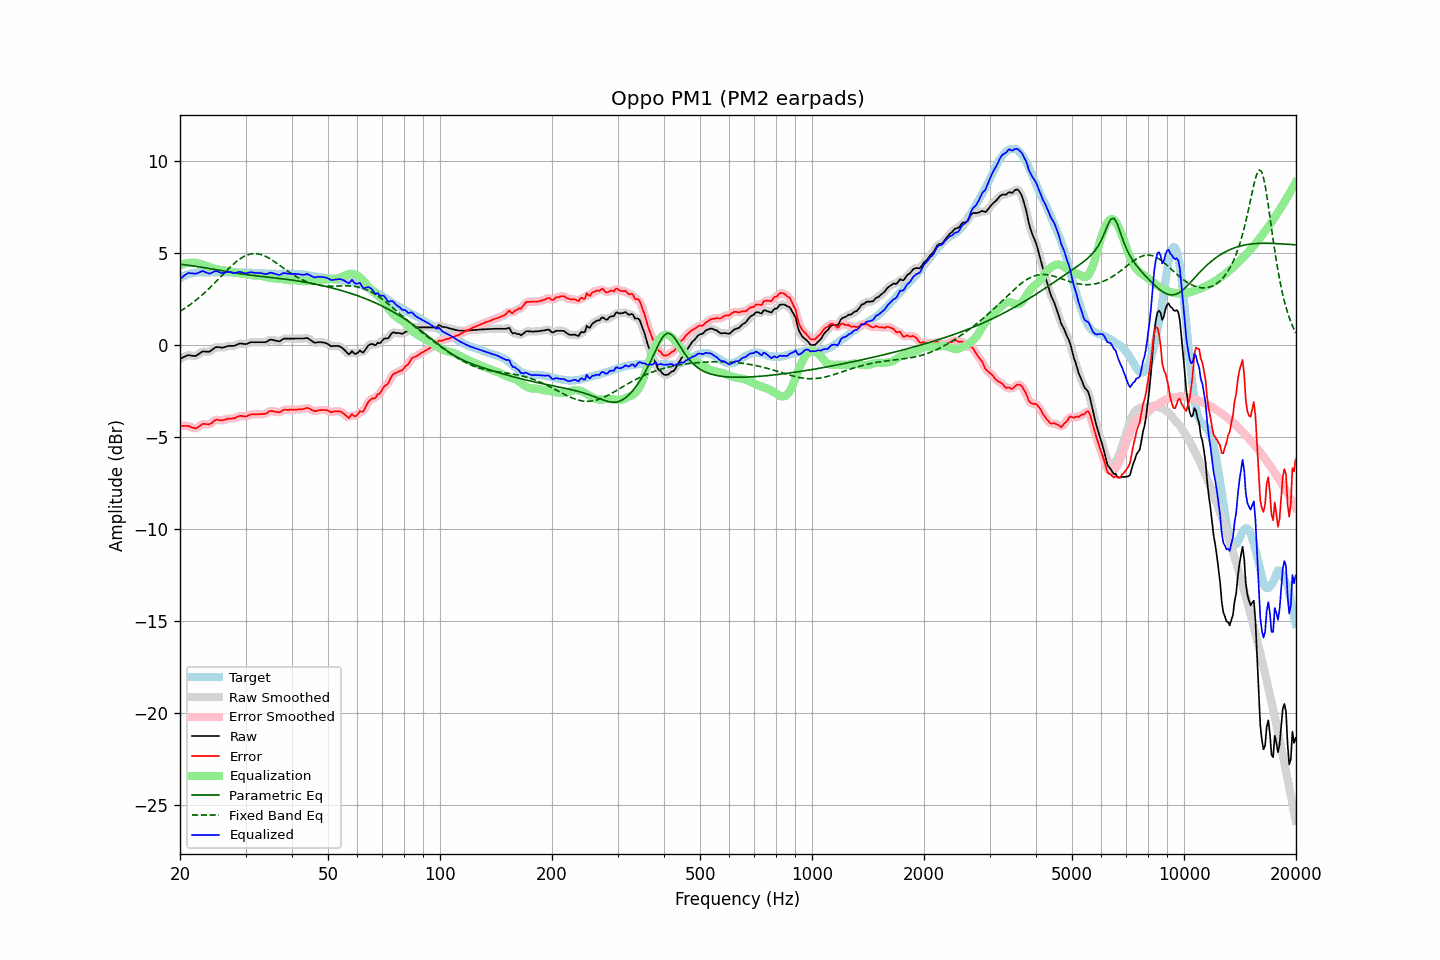 Oppo PM1 (PM2 earpads)
10
5
0
−5
−10
−15
−20
−25
Amplitude (dBr)
Target
Raw Smoothed
Error Smoothed
Raw
Error
Equalization
Parametric Eq
Fixed Band Eq
Equalized
20 50 100 200 500 1000 2000 5000 10000 20000
Frequency (Hz)